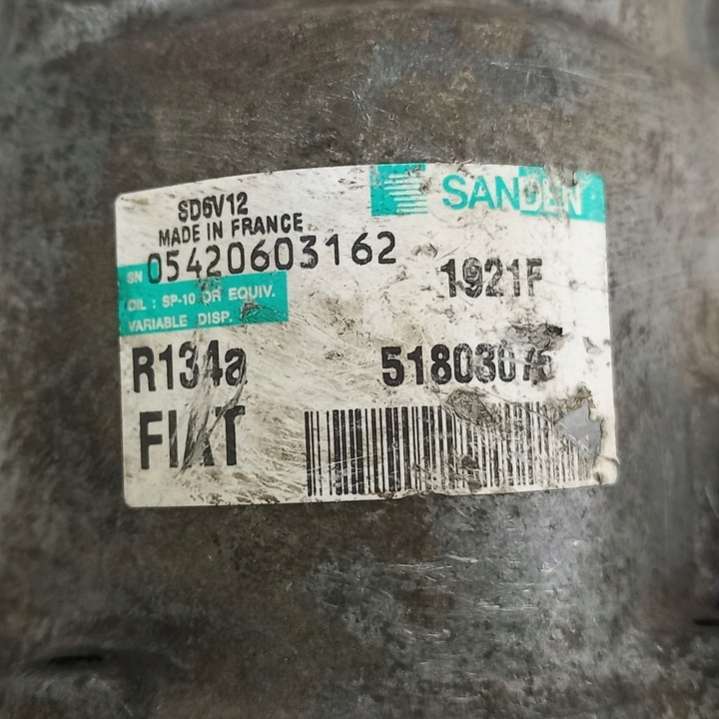 SANDEN
SD6V12
MADE IN FRANCE
SN 05420603162
1921F
OIL : SP-10 OR EQUIV.
VARIABLE DISP.
R134a
FIAT